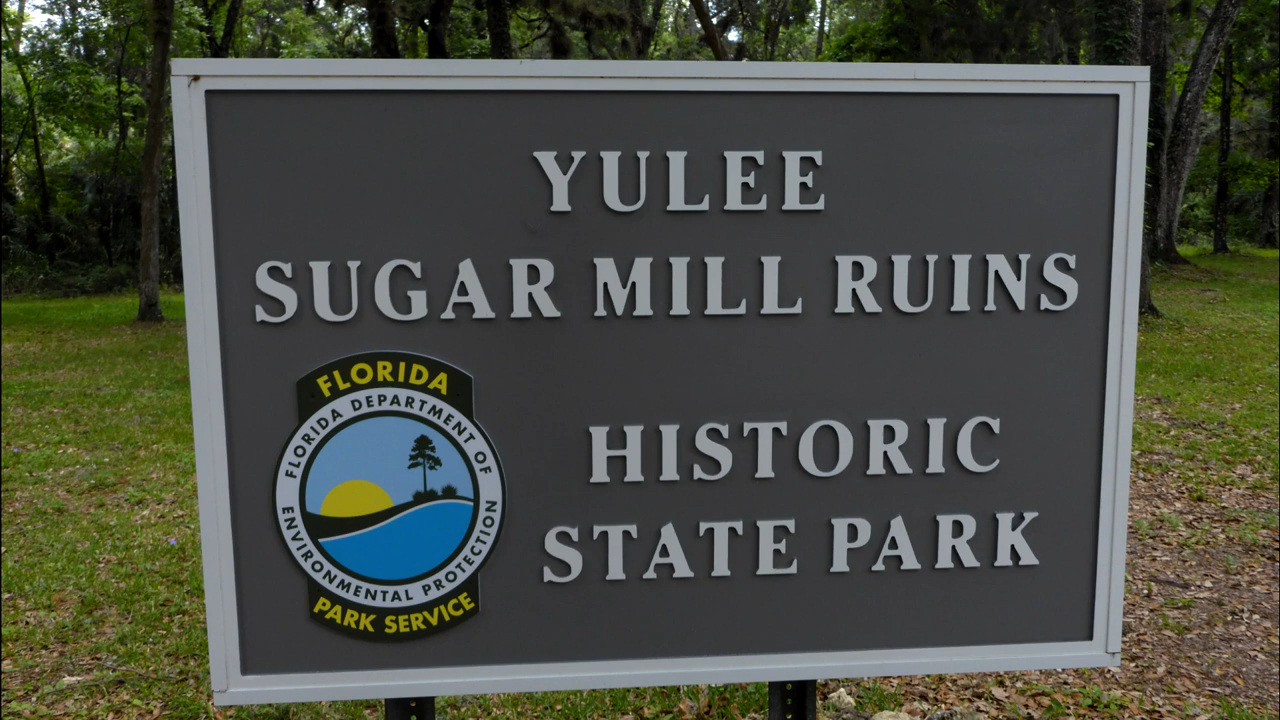 YULEE
SUGAR MILL RUINS
HISTORIC
STATE PARK
FLORIDA
FLORIDA DEPARTMENT OF
ENVIRONMENTAL PROTECTION
PARK SERVICE